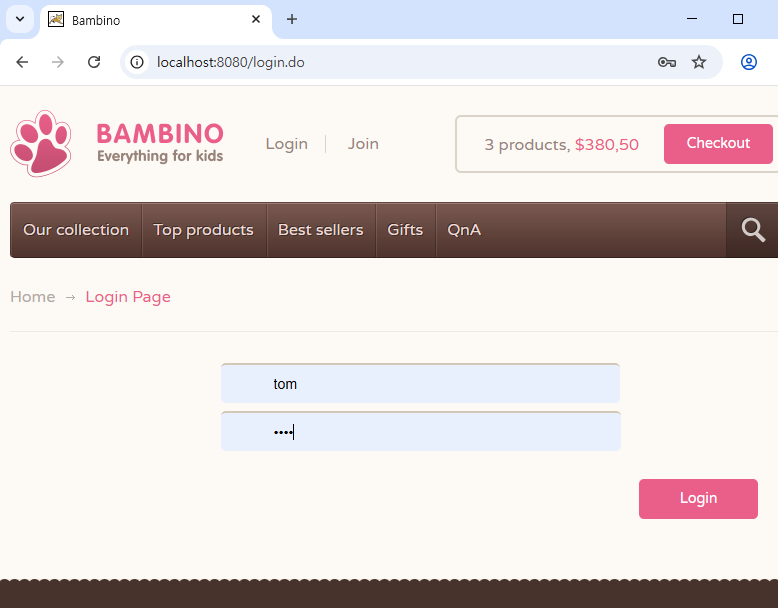 Bambino
localhost:8080/login.do
BAMBINO
Everything for kids
Login
Join
3 products, $380,50
Checkout
Our collection
Top products
Best sellers
Gifts
QnA
Home → Login Page
tom
••••
Login